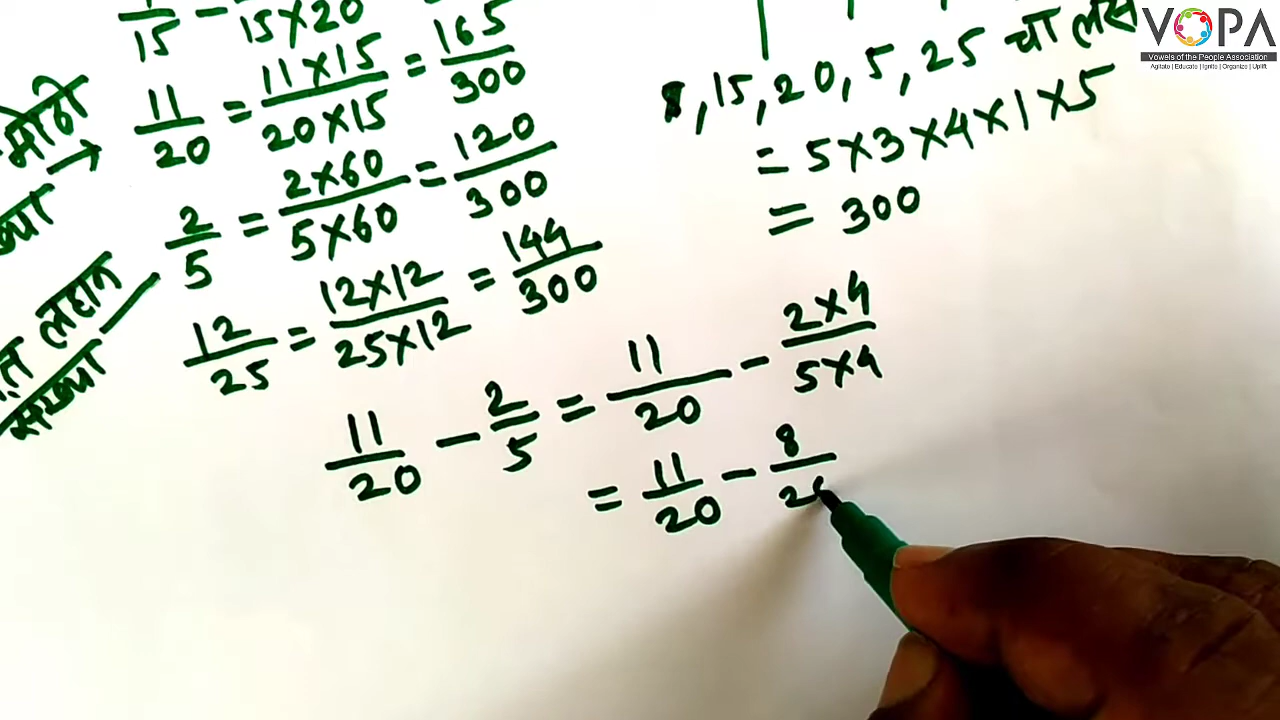 15 - 15×20
11/20 = 11×15/20×15 = 165/300
2/5 = 2×60/5×60 = 120/300
12/25 = 12×12/25×12 = 144/300
मोठी
लहान
संख्या
, 15, 20, 5, 25 चा लसा
= 5×3×4×1×5
= 300
11/20 - 2/5 = 11/20 - 2×4/5×4
= 11/20 - 8/20
VOPA
Vowels of the People Association
Agitate | Educate | Ignite | Organize | Uplift